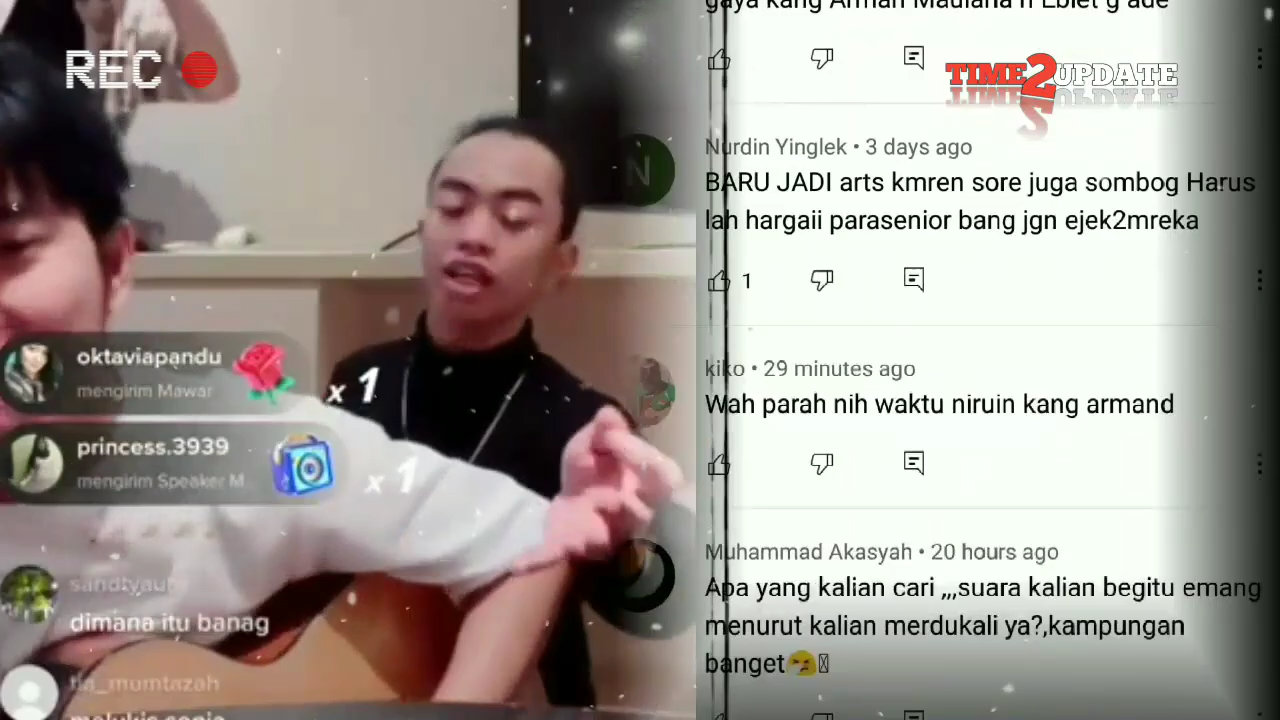 REC
gaya kang Arman Maulana n Ebiet g ade
TIME2UPDATE
Nurdin Yinglek • 3 days ago
BARU JADI arts kmren sore juga sombog Harus
lah hargaii parasenior bang jgn ejek2mreka
1
kiko • 29 minutes ago
Wah parah nih waktu niruin kang armand
Muhammad Akasyah • 20 hours ago
Apa yang kalian cari ,,,suara kalian begitu emang
menurut kalian merdukali ya?,kampungan
banget🤧
N
oktaviapandu
mengirim Mawar
x 1
princess.3939
mengirim Speaker M
x 1
sandyaut
dimana itu banag
tia_mumtazah